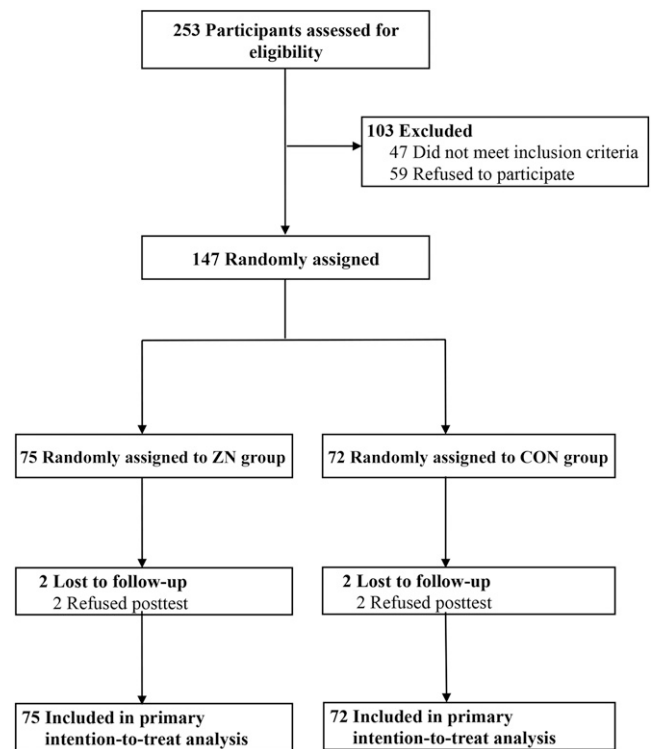 253 Participants assessed for
eligibility
103 Excluded
47 Did not meet inclusion criteria
59 Refused to participate
147 Randomly assigned
75 Randomly assigned to ZN group
72 Randomly assigned to CON group
2 Lost to follow-up
2 Refused posttest
2 Lost to follow-up
2 Refused posttest
75 Included in primary
intention-to-treat analysis
72 Included in primary
intention-to-treat analysis